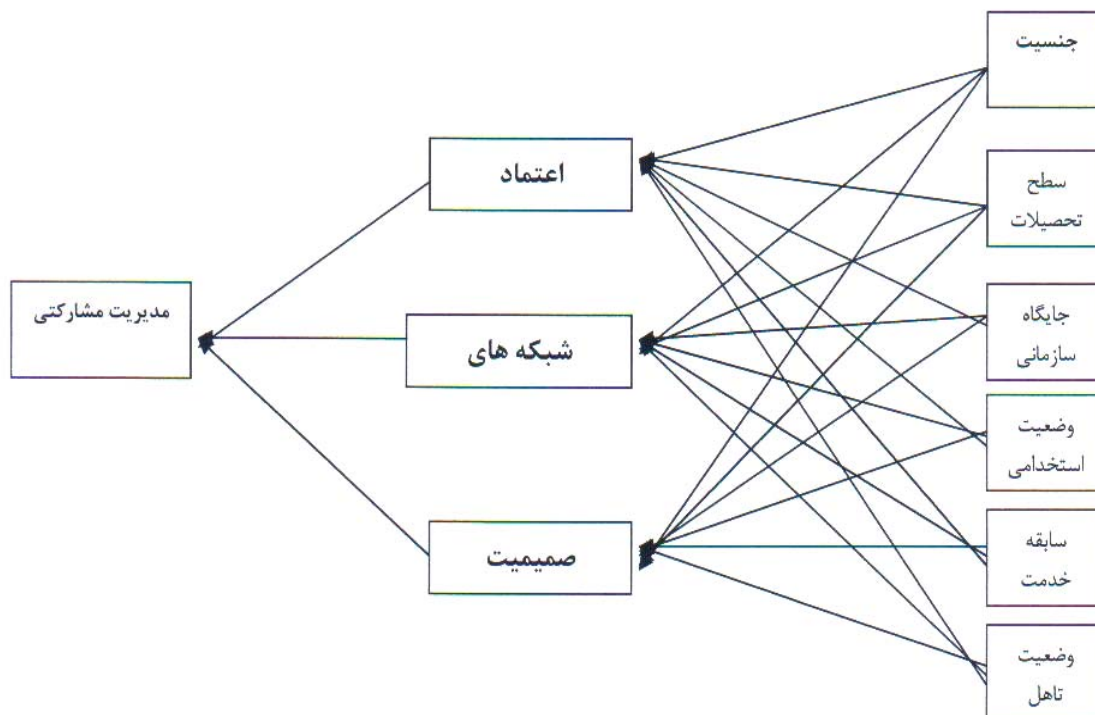 جنسیت
سطح
تحصیلات
جایگاه
سازمانی
وضعیت
استخدامی
سابقه
خدمت
وضعیت
تاهل
اعتماد
شبکه های
صمیمیت
مدیریت مشارکتی